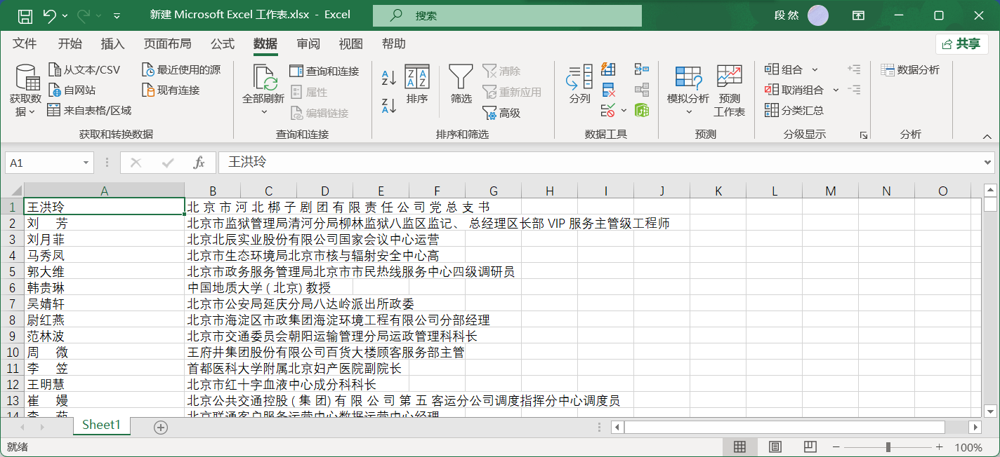 新建 Microsoft Excel 工作表.xlsx - Excel
搜索
段 然
文件 开始 插入 页面布局 公式 数据 审阅 视图 帮助
共享
获取数据
从文本/CSV
自网站
来自表格/区域
最近使用的源
现有连接
获取和转换数据
全部刷新
查询和连接
属性
编辑链接
查询和连接
排序
筛选
清除
重新应用
高级
排序和筛选
分列
数据工具
模拟分析
预测
工作表
预测
组合
取消组合
分类汇总
分级显示
数据分析
分析
A1
fx
王洪玲
A B C D E F G H I J K L M N O
1 王洪玲 北 京 市 河 北 梆 子 剧 团 有 限 责 任 公 司 党 总 支 书
2 刘 芳 北京市监狱管理局清河分局柳林监狱八监区监记、 总经理区长部 VIP 服务主管级工程师
3 刘月菲 北京北辰实业股份有限公司国家会议中心运营
4 马秀凤 北京市生态环境局北京市核与辐射安全中心高
5 郭大维 北京市政务服务管理局北京市市民热线服务中心四级调研员
6 韩贵琳 中国地质大学 ( 北京) 教授
7 吴婧轩 北京市公安局延庆分局八达岭派出所政委
8 尉红燕 北京市海淀区市政集团海淀环境工程有限公司分部经理
9 范林波 北京市交通委员会朝阳运输管理分局运政管理科科长
10 周 微 王府井集团股份有限公司百货大楼顾客服务部主管
11 李 笠 首都医科大学附属北京妇产医院副院长
12 王明慧 北京市红十字血液中心成分科科长
13 崔 嫚 北京公共交通控股 ( 集 团) 有 限 公 司 第 五 客运分公司调度指挥分中心调度员
14 李 茹 北京联通客户服务运营中心数据运营中心经理
Sheet1
就绪
100%